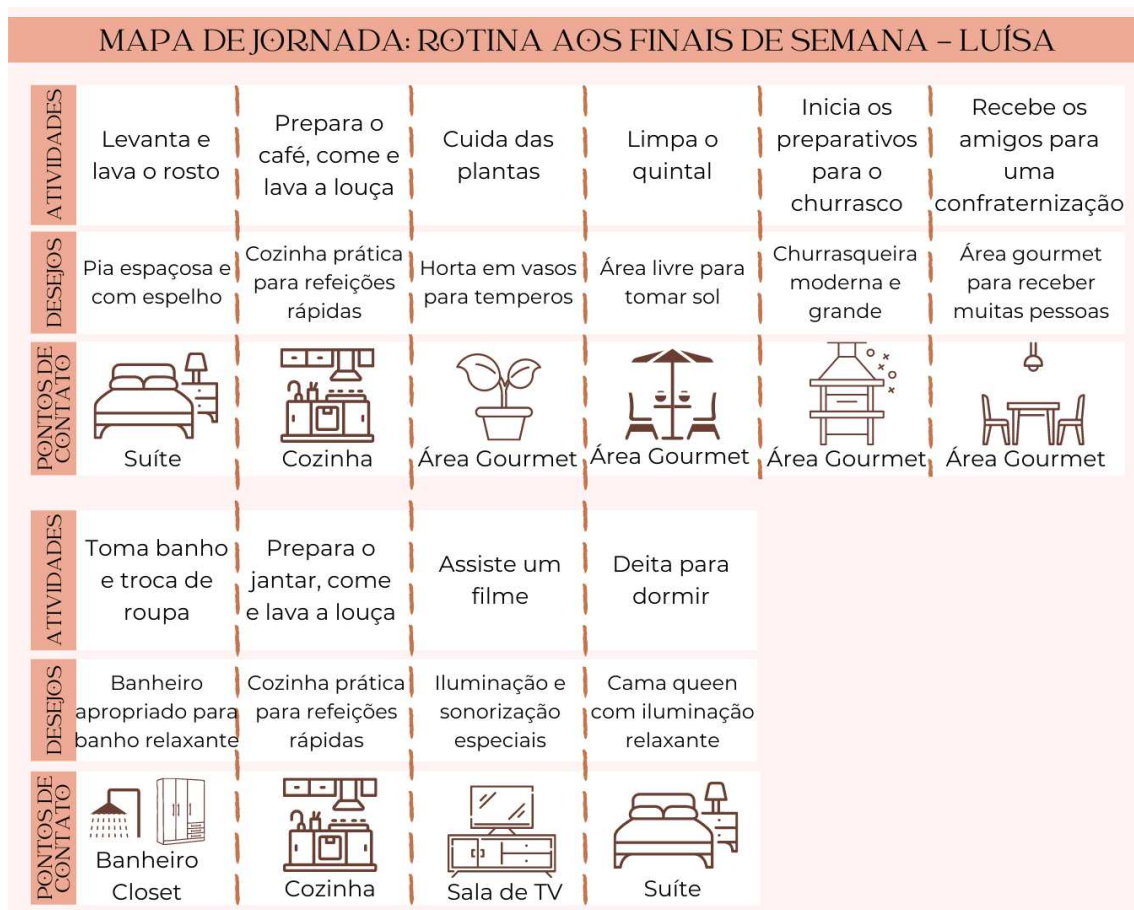 MAPA DE JORNADA: ROTINA AOS FINAIS DE SEMANA – LUÍSA
ATIVIDADES
Levanta e
lava o rosto
Prepara o
café, come e
lava a louça
Cuida das
plantas
Limpa o
quintal
Inicia os
preparativos
para o
churrasco
Recebe os
amigos para
uma
confraternização
DESEJOS
Pia espaçosa e
com espelho
Cozinha prática
para refeições
rápidas
Horta em vasos
para temperos
Área livre para
tomar sol
Churrasqueira
moderna e
grande
Área gourmet
para receber
muitas pessoas
PONTOS DE
CONTATO
Suíte
Cozinha
Área Gourmet
Área Gourmet
Área Gourmet
Área Gourmet
ATIVIDADES
Toma banho
e troca de
roupa
Prepara o
jantar, come
e lava a louça
Assiste um
filme
Deita para
dormir
DESEJOS
Banheiro
apropriado para
banho relaxante
Cozinha prática
para refeições
rápidas
Iluminação e
sonorização
especiais
Cama queen
com iluminação
relaxante
PONTOS DE
CONTATO
Banheiro
Closet
Cozinha
Sala de TV
Suíte